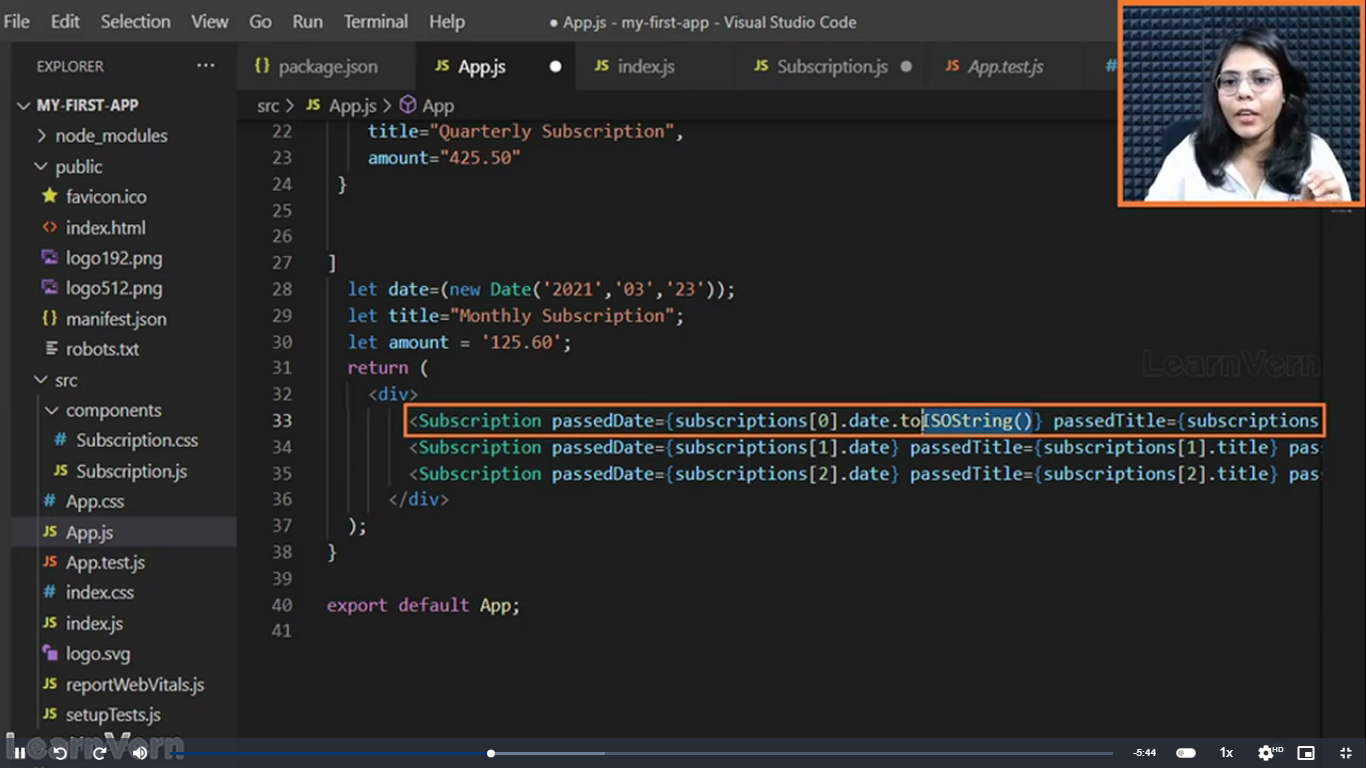 File Edit Selection View Go Run Terminal Help ● App.js - my-first-app - Visual Studio Code
EXPLORER ···
{} package.json JS App.js ● JS index.js JS Subscription.js ● JS App.test.js #
MY-FIRST-APP
src > JS App.js > App
node_modules
public
favicon.ico
<> index.html
logo192.png
logo512.png
{} manifest.json
robots.txt
src
components
# Subscription.css
JS Subscription.js
# App.css
JS App.js
JS App.test.js
# index.css
JS index.js
logo.svg
JS reportWebVitals.js
JS setupTests.js
22 title="Quarterly Subscription",
23 amount="425.50"
24 }
25
26
27 ]
28 let date=(new Date('2021','03','23'));
29 let title="Monthly Subscription";
30 let amount = '125.60';
31 return (
32 <div>
33 <Subscription passedDate={subscriptions[0].date.toISOString()} passedTitle={subscriptions
34 <Subscription passedDate={subscriptions[1].date} passedTitle={subscriptions[1].title} pas
35 <Subscription passedDate={subscriptions[2].date} passedTitle={subscriptions[2].title} pas
36 </div>
37 );
38 }
39
40 export default App;
41
LearnVern
LearnVern
-5:44 1x HD